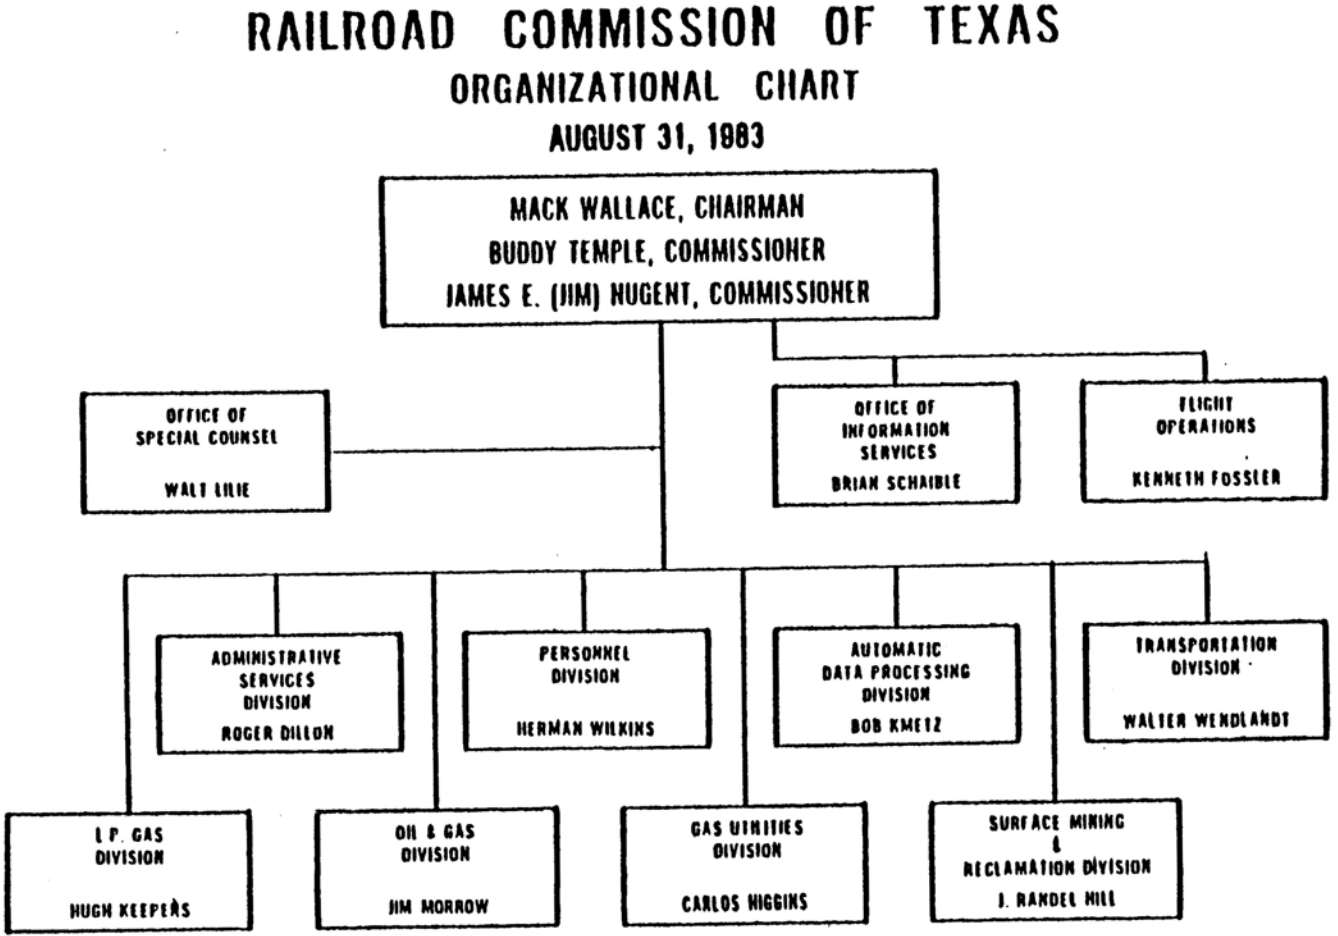 RAILROAD COMMISSION OF TEXAS
ORGANIZATIONAL CHART
AUGUST 31, 1983
MACK WALLACE, CHAIRMAN
BUDDY TEMPLE, COMMISSIONER
JAMES E. (JIM) NUGENT, COMMISSIONER
OFFICE OF
SPECIAL COUNSEL
WALT LILIE
OFFICE OF
INFORMATION
SERVICES
BRIAN SCHAIBLE
FLIGHT
OPERATIONS
KENNETH FOSSLER
ADMINISTRATIVE
SERVICES
DIVISION
ROGER DILLON
PERSONNEL
DIVISION
HERMAN WILKINS
AUTOMATIC
DATA PROCESSING
DIVISION
BOB KMETZ
TRANSPORTATION
DIVISION
WALTER WENDLANDT
L P. GAS
DIVISION
HUGH KEEPERS
OIL & GAS
DIVISION
JIM MORROW
GAS UTILITIES
DIVISION
CARLOS HIGGINS
SURFACE MINING
&
RECLAMATION DIVISION
J. RANDEL HILL